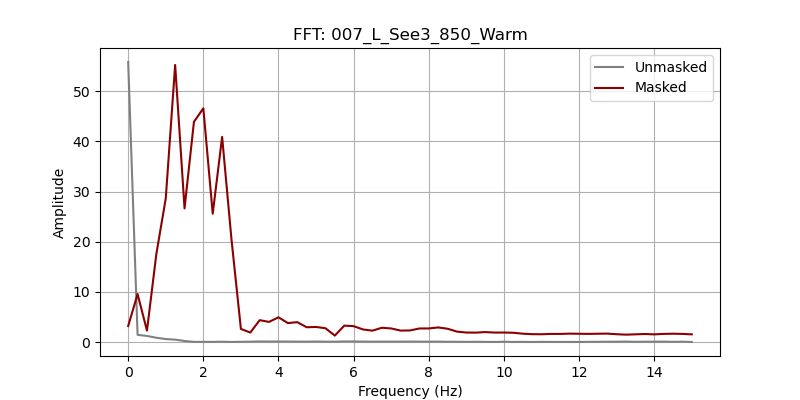 FFT: 007_L_See3_850_Warm
Unmasked
Masked
Amplitude
50
40
30
20
10
0
0 2 4 6 8 10 12 14
Frequency (Hz)